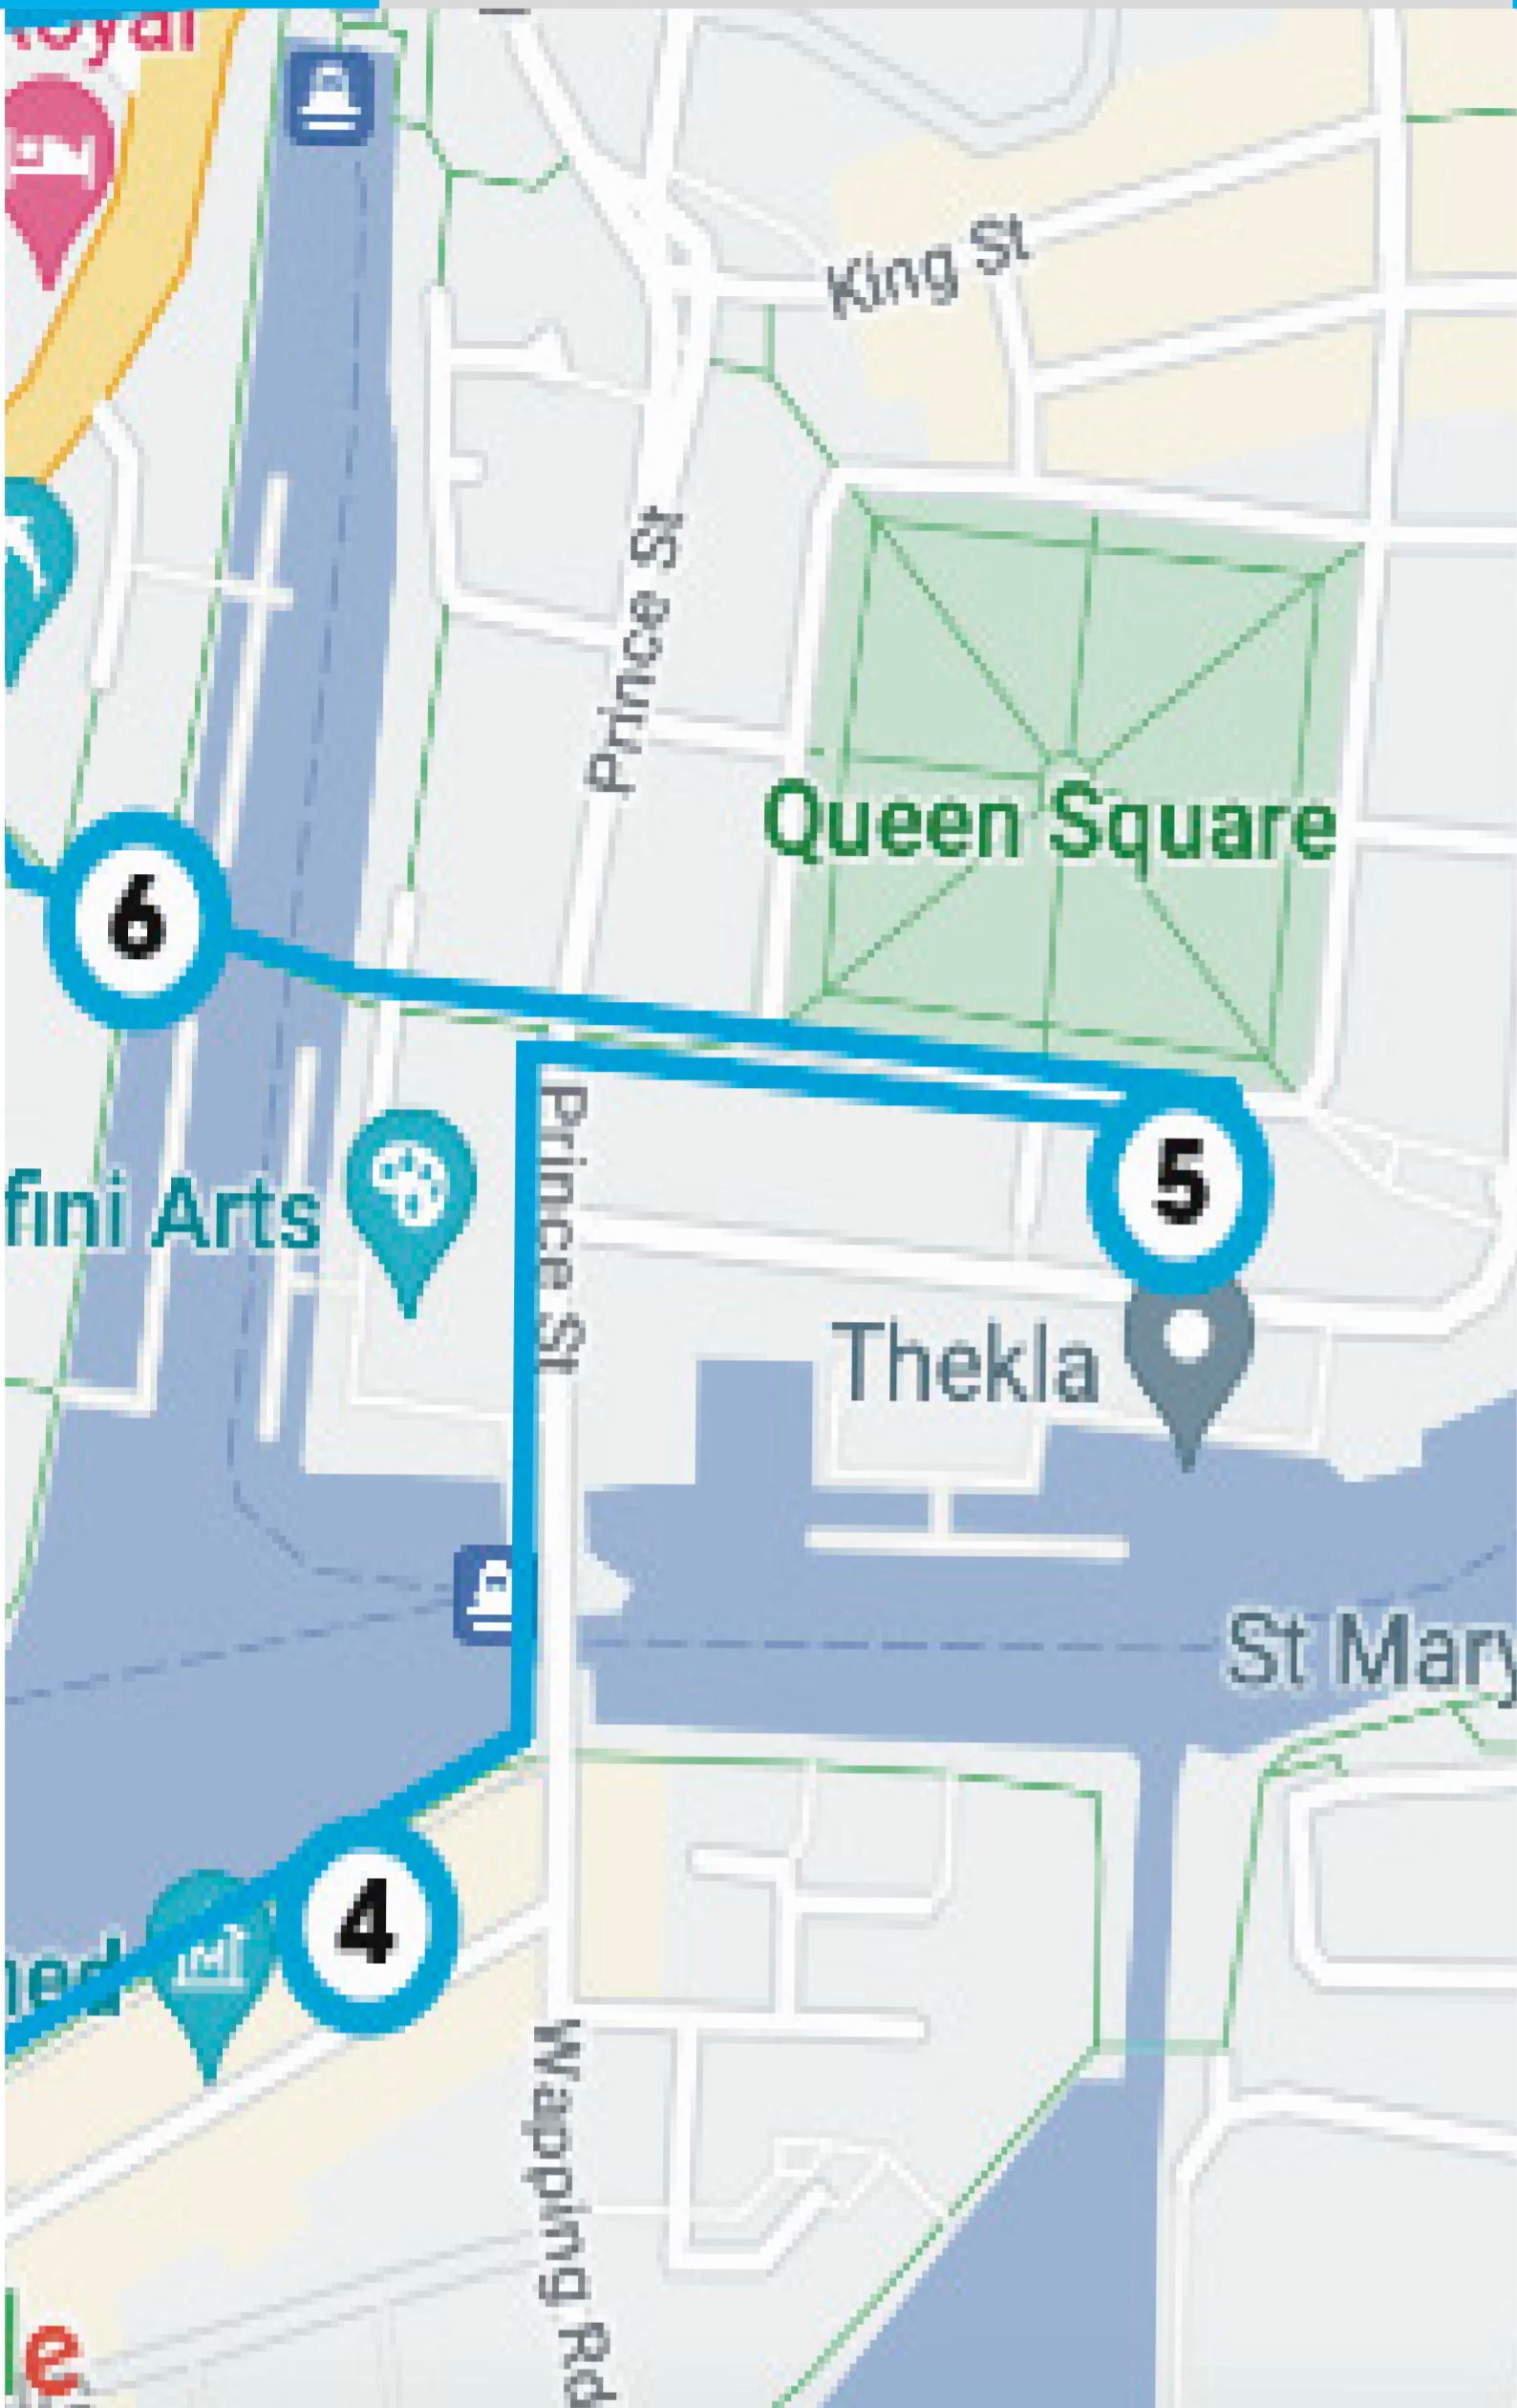 King St
Prince St
Queen Square
6
Prince St
5
fini Arts
Thekla
St Mary
4
Wapping Rd
e